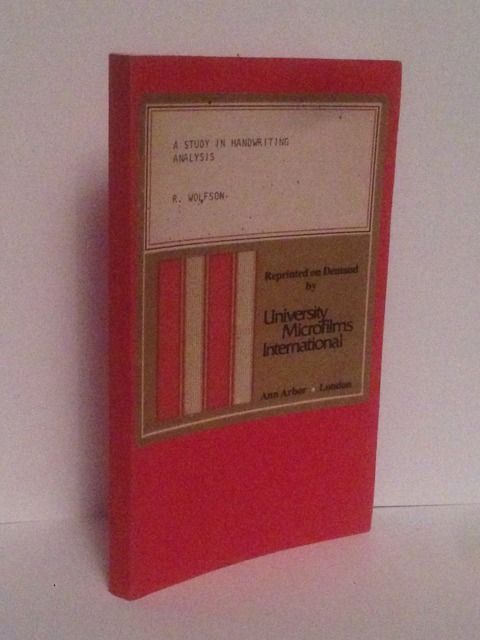 A STUDY IN HANDWRITING
ANALYSIS
R. WOLFSON.
Reprinted on Demand
by
University
Microfilms
International
Ann Arbor • London